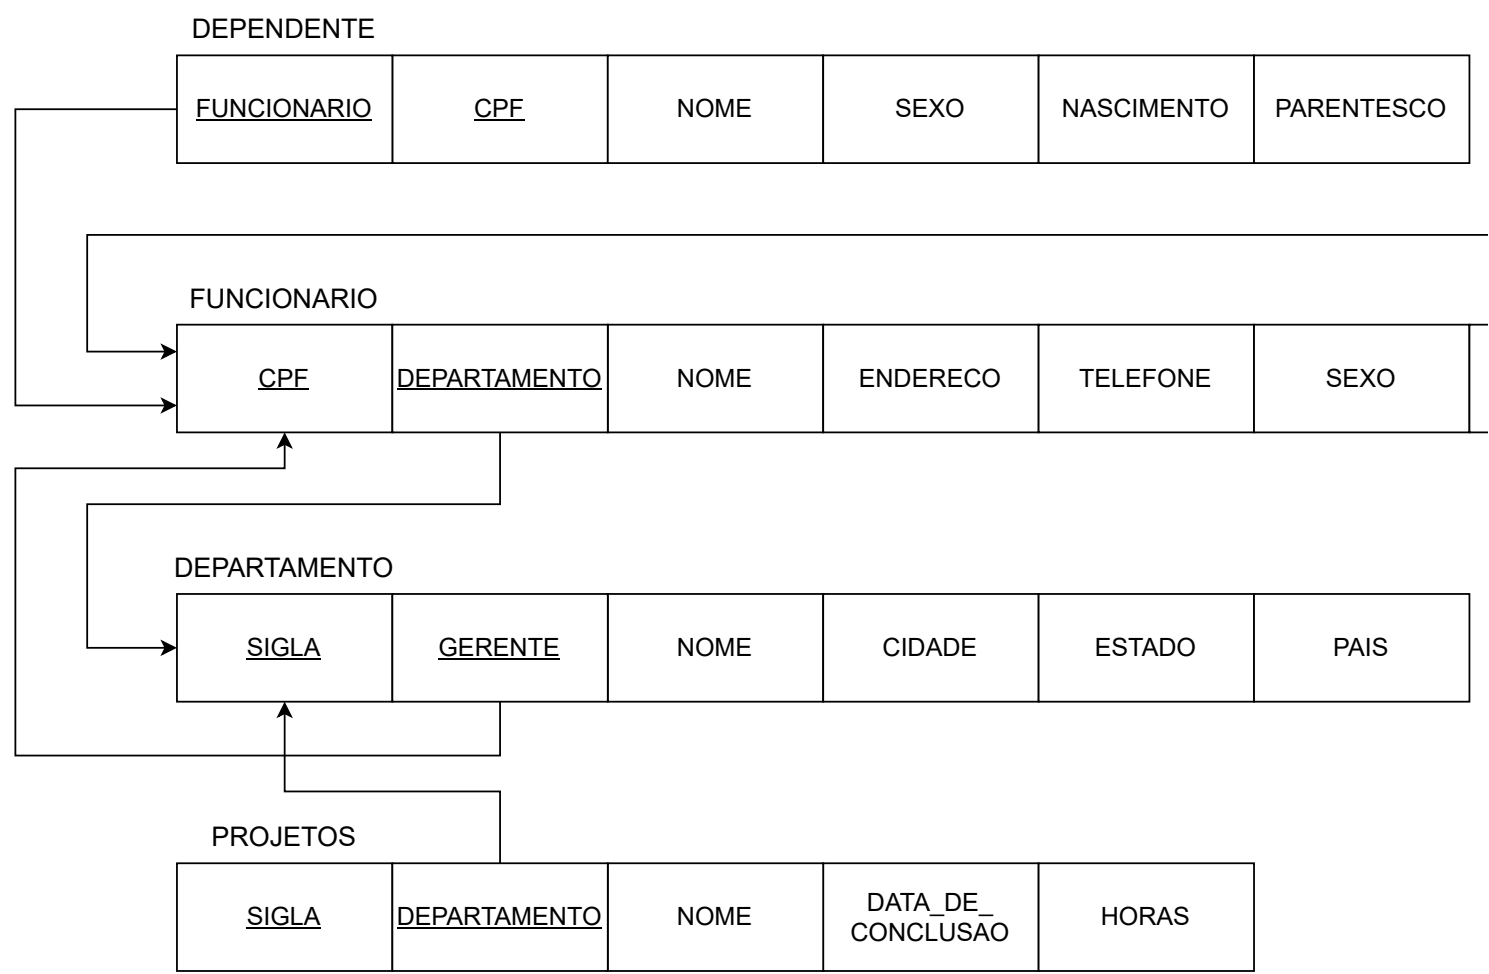 DEPENDENTE
FUNCIONARIO CPF NOME SEXO NASCIMENTO PARENTESCO
FUNCIONARIO
CPF DEPARTAMENTO NOME ENDERECO TELEFONE SEXO
DEPARTAMENTO
SIGLA GERENTE NOME CIDADE ESTADO PAIS
PROJETOS
SIGLA DEPARTAMENTO NOME DATA_DE_
CONCLUSAO HORAS